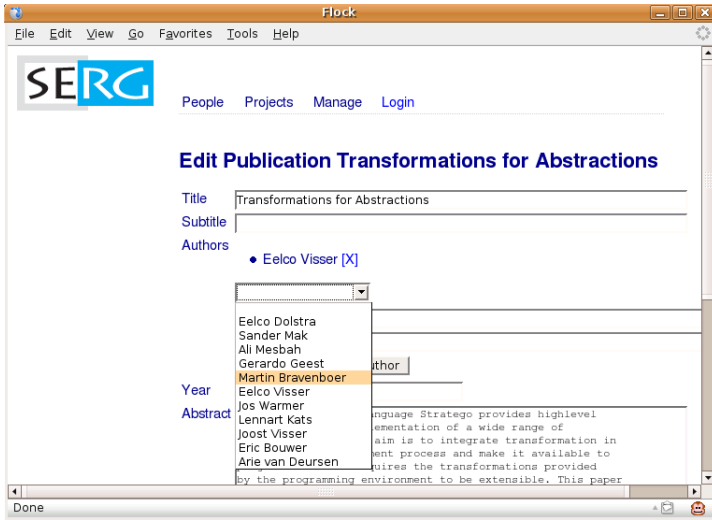 Flock
File Edit View Go Favorites Tools Help
SERG
People Projects Manage Login
Edit Publication Transformations for Abstractions
Title Transformations for Abstractions
Subtitle
Authors
Eelco Visser [X]
Eelco Dolstra
Sander Mak
Ali Mesbah
Gerardo Geest
Martin Bravenboer
Eelco Visser
Jos Warmer
Lennart Kats
Joost Visser
Eric Bouwer
Arie van Deursen
uthor
Year
Abstract
anguage Stratego provides highlevel
ementation of a wide range of
aim is to integrate transformation in
ent process and make it available to
uires the transformations provided
by the programming environment to be extensible. This paper
Done